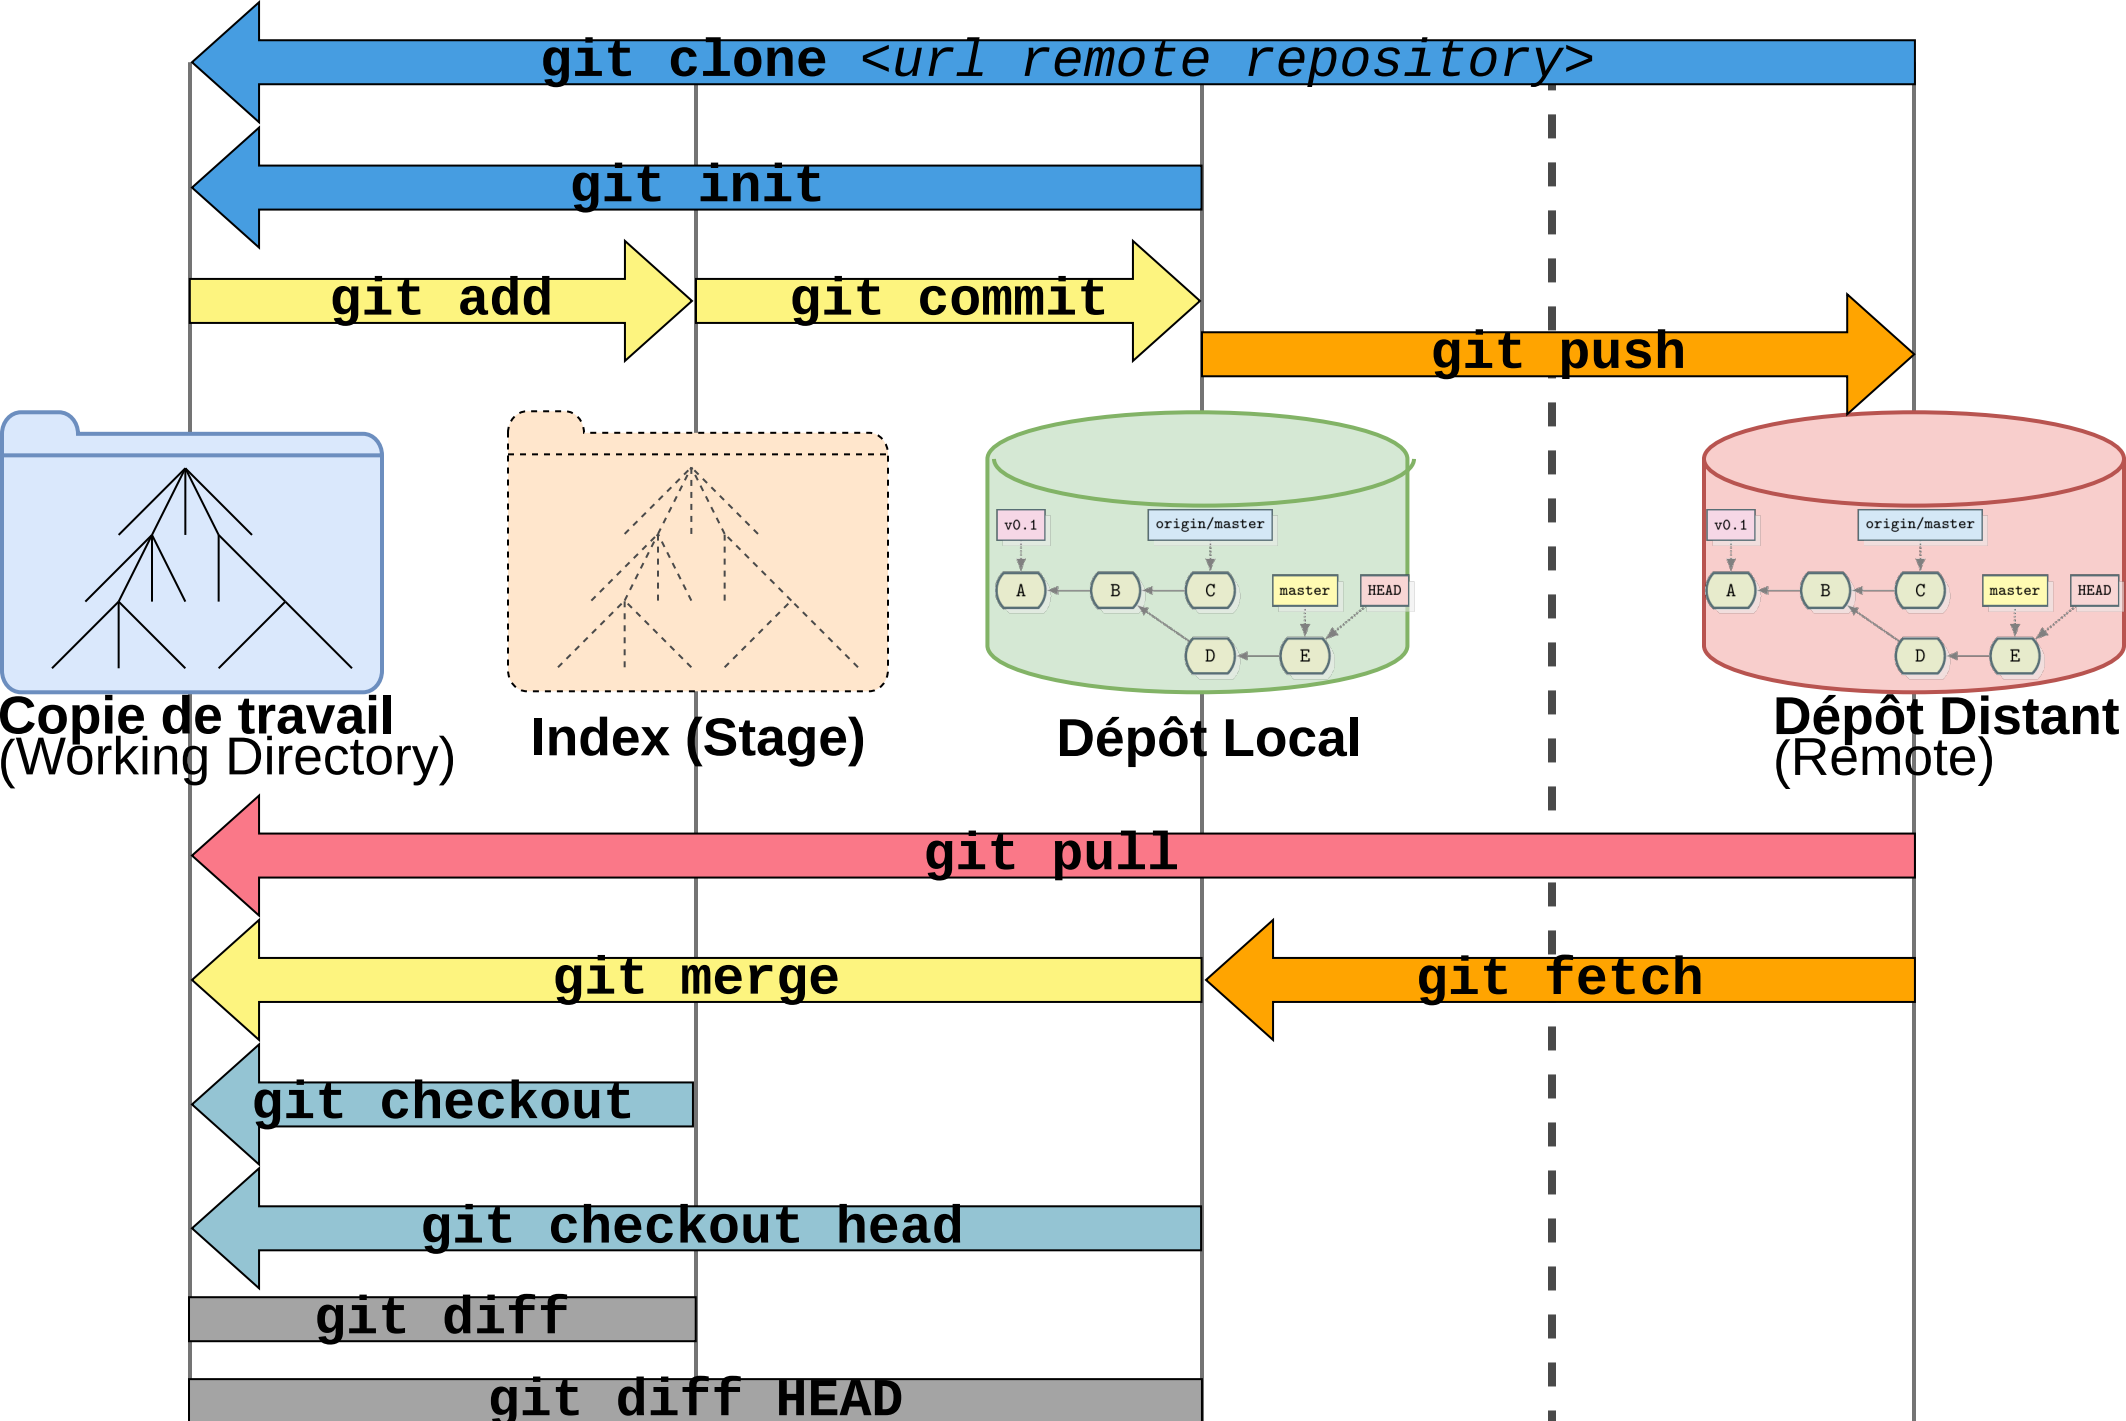 git clone <url remote repository>
git init
git add
git commit
git push
v0.1
origin/master
A
B
C
master
HEAD
D
E
v0.1
origin/master
A
B
C
master
HEAD
D
E
Copie de travail
(Working Directory)
Index (Stage)
Dépôt Local
Dépôt Distant
(Remote)
git pull
git merge
git fetch
git checkout
git checkout head
git diff
git diff HEAD